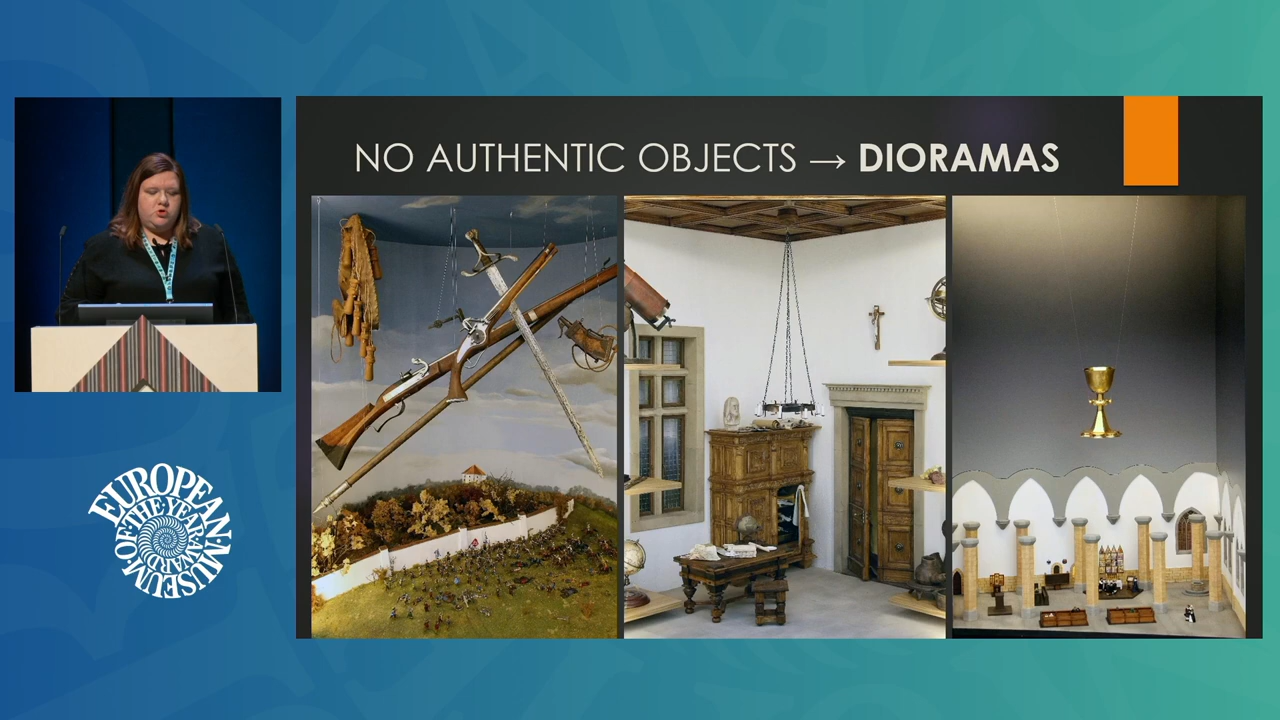 NO AUTHENTIC OBJECTS → DIORAMAS
EUROPEAN·MUSEUM
OF·THE·YEAR·AWARD